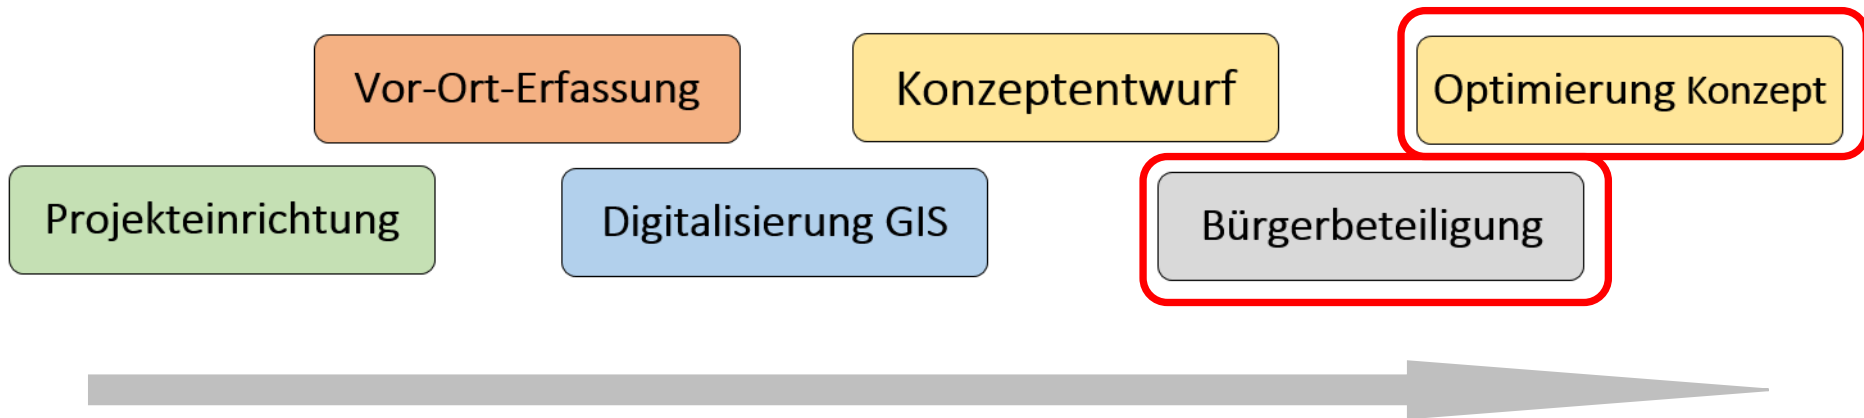 Vor-Ort-Erfassung
Konzeptentwurf
Optimierung Konzept
Projekteinrichtung
Digitalisierung GIS
Bürgerbeteiligung